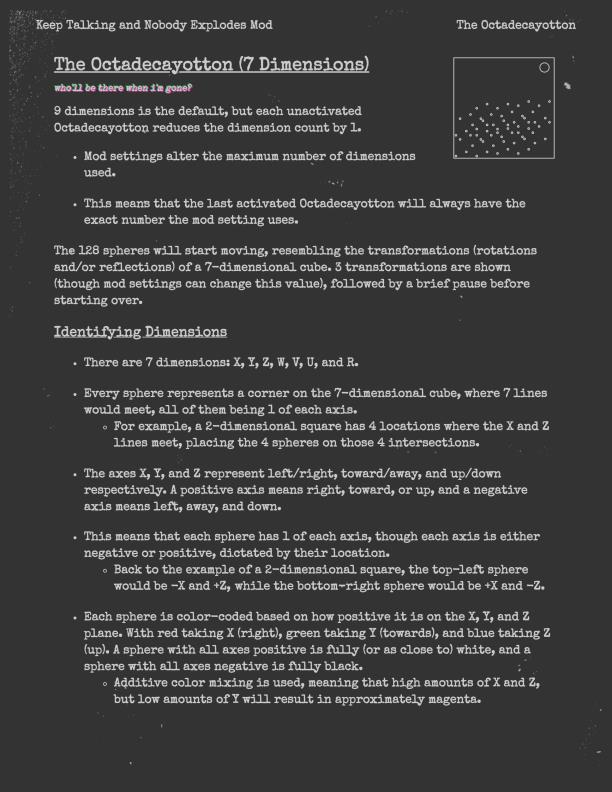 Keep Talking and Nobody Explodes Mod
The Octadecayotton
The Octadecayotton (7 Dimensions)
who'll be there when i'm gone?
9 dimensions is the default, but each unactivated
Octadecayotton reduces the dimension count by 1.
• Mod settings alter the maximum number of dimensions
used.
• This means that the last activated Octadecayotton will always have the
exact number the mod setting uses.
The 128 spheres will start moving, resembling the transformations (rotations
and/or reflections) of a 7-dimensional cube. 3 transformations are shown
(though mod settings can change this value), followed by a brief pause before
starting over.
Identifying Dimensions
• There are 7 dimensions: X, Y, Z, W, V, U, and R.
• Every sphere represents a corner on the 7-dimensional cube, where 7 lines
would meet, all of them being 1 of each axis.
○ For example, a 2-dimensional square has 4 locations where the X and Z
lines meet, placing the 4 spheres on those 4 intersections.
• The axes X, Y, and Z represent left/right, toward/away, and up/down
respectively. A positive axis means right, toward, or up, and a negative
axis means left, away, and down.
• This means that each sphere has 1 of each axis, though each axis is either
negative or positive, dictated by their location.
○ Back to the example of a 2-dimensional square, the top-left sphere
would be -X and +Z, while the bottom-right sphere would be +X and -Z.
• Each sphere is color-coded based on how positive it is on the X, Y, and Z
plane. With red taking X (right), green taking Y (towards), and blue taking Z
(up). A sphere with all axes positive is fully (or as close to) white, and a
sphere with all axes negative is fully black.
○ Additive color mixing is used, meaning that high amounts of X and Z,
but low amounts of Y will result in approximately magenta.